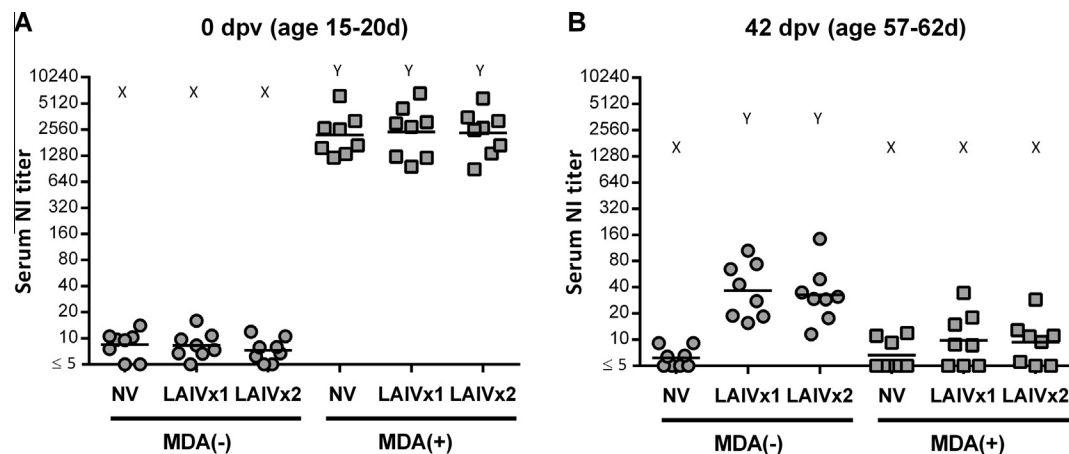 A
0 dpv (age 15-20d)
Serum NI titer
10240
5120
2560
1280
640
320
160
80
40
20
10
≤ 5
X X X Y Y Y
NV LAIVx1 LAIVx2 NV LAIVx1 LAIVx2
MDA(-) MDA(+)
B
42 dpv (age 57-62d)
Serum NI titer
10240
5120
2560
1280
640
320
160
80
40
20
10
≤ 5
X Y Y X X X
NV LAIVx1 LAIVx2 NV LAIVx1 LAIVx2
MDA(-) MDA(+)